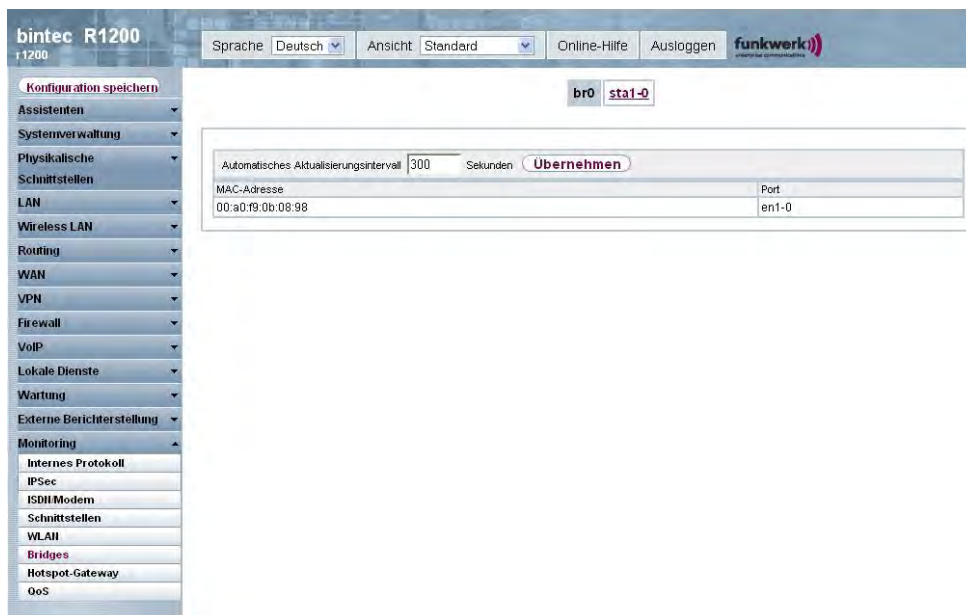 bintec R1200
r1200
Sprache Deutsch Ansicht Standard Online-Hilfe Ausloggen funkwerk
enterprise communications
Konfiguration speichern
Assistenten
Systemverwaltung
Physikalische
Schnittstellen
LAN
Wireless LAN
Routing
WAN
VPN
Firewall
VoIP
Lokale Dienste
Wartung
Externe Berichterstellung
Monitoring
Internes Protokoll
IPSec
ISDN/Modem
Schnittstellen
WLAN
Bridges
Hotspot-Gateway
QoS
br0 sta1-0
Automatisches Aktualisierungsintervall 300 Sekunden Übernehmen
MAC-Adresse Port
00:a0:f9:0b:08:98 en1-0